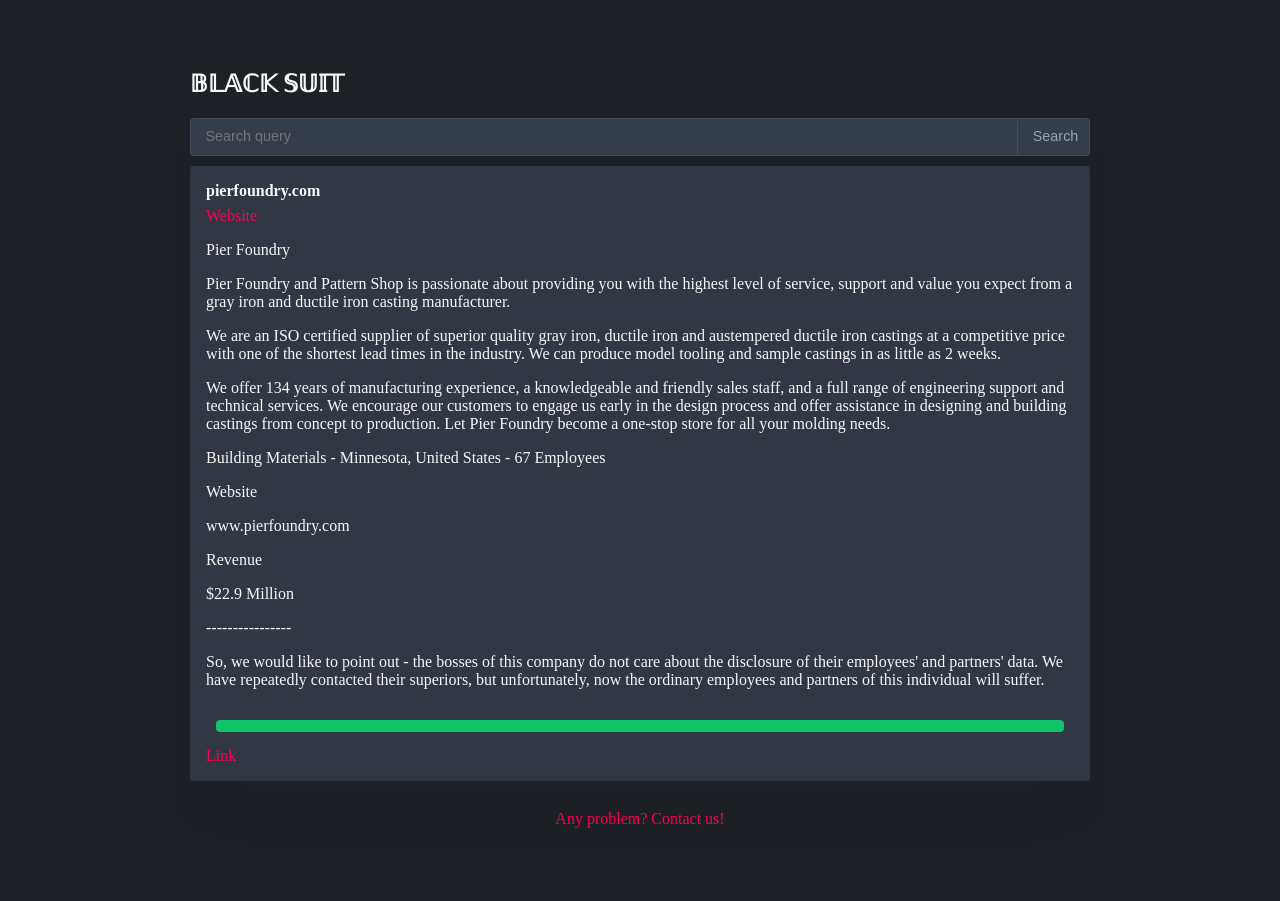 𝔹𝕃𝔸ℂ𝕂 𝕊𝕌𝕀𝕋
Search query
Search
pierfoundry.com
Website
Pier Foundry
Pier Foundry and Pattern Shop is passionate about providing you with the highest level of service, support and value you expect from a
gray iron and ductile iron casting manufacturer.
We are an ISO certified supplier of superior quality gray iron, ductile iron and austempered ductile iron castings at a competitive price
with one of the shortest lead times in the industry. We can produce model tooling and sample castings in as little as 2 weeks.
We offer 134 years of manufacturing experience, a knowledgeable and friendly sales staff, and a full range of engineering support and
technical services. We encourage our customers to engage us early in the design process and offer assistance in designing and building
castings from concept to production. Let Pier Foundry become a one-stop store for all your molding needs.
Building Materials - Minnesota, United States - 67 Employees
Website
www.pierfoundry.com
Revenue
$22.9 Million
----------------
So, we would like to point out - the bosses of this company do not care about the disclosure of their employees' and partners' data. We
have repeatedly contacted their superiors, but unfortunately, now the ordinary employees and partners of this individual will suffer.
Link
Any problem? Contact us!